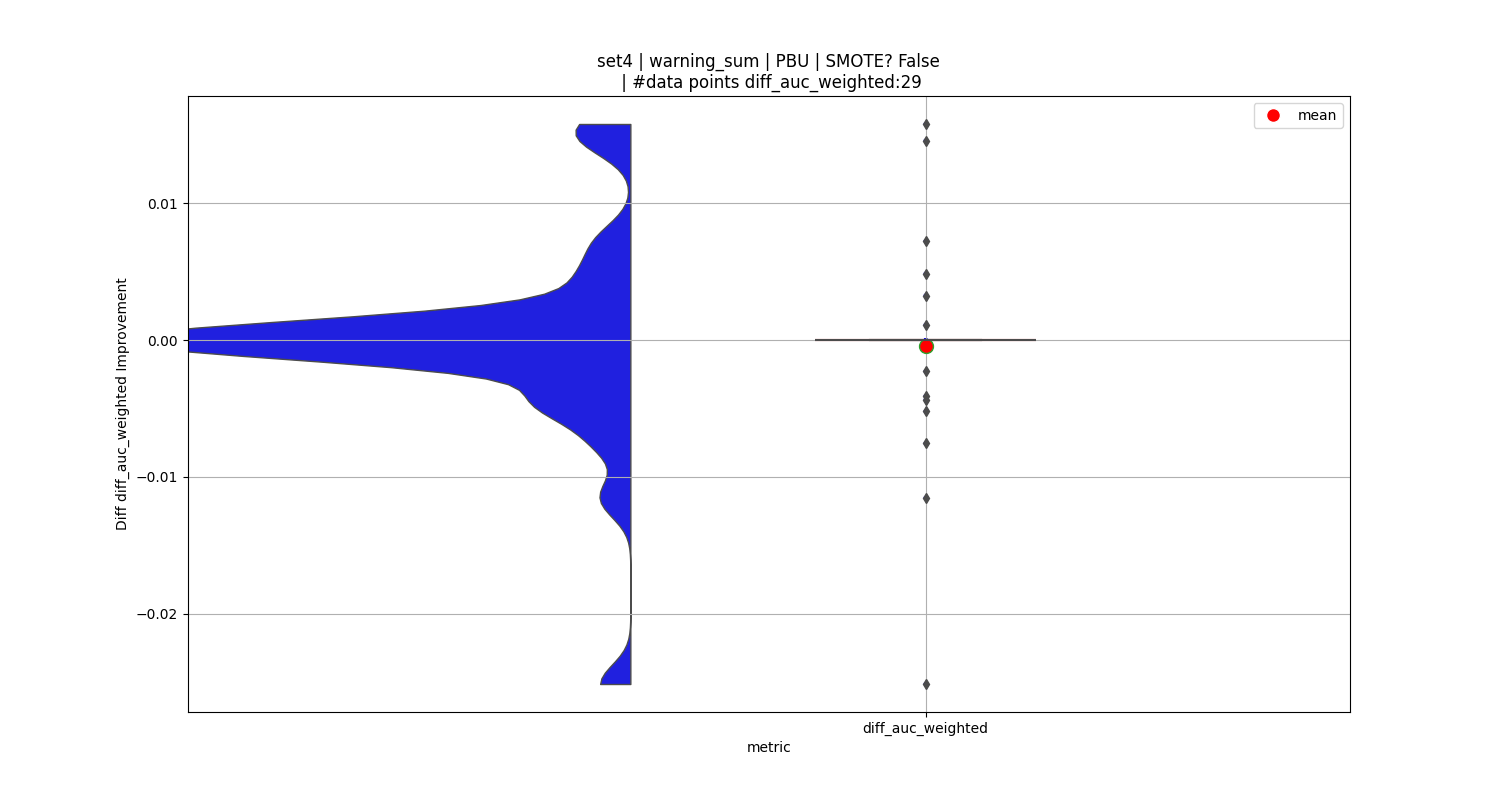 set4 | warning_sum | PBU | SMOTE? False
| #data points diff_auc_weighted:29
mean
0.01
0.00
−0.01
−0.02
Diff diff_auc_weighted Improvement
diff_auc_weighted
metric